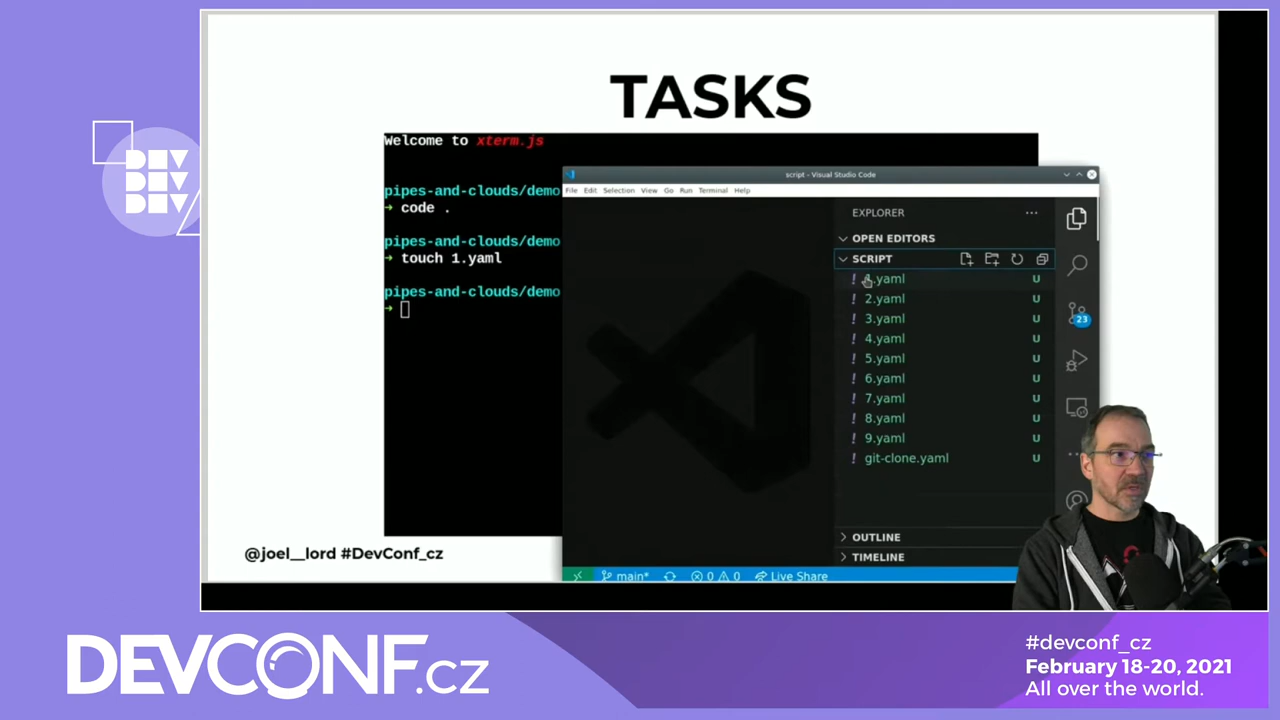 TASKS
DEV
DEV
Welcome to xterm.js
pipes-and-clouds/demo
→ code .
pipes-and-clouds/demo
→ touch 1.yaml
pipes-and-clouds/demo
→
script - Visual Studio Code
File Edit Selection View Go Run Terminal Help
EXPLORER
OPEN EDITORS
SCRIPT
! .yaml U
! 2.yaml U
! 3.yaml U
! 4.yaml U
! 5.yaml U
! 6.yaml U
! 7.yaml U
! 8.yaml U
! 9.yaml U
! git-clone.yaml U
23
OUTLINE
TIMELINE
main* 0 0 Live Share
@joel__lord #DevConf_cz
DEVCONF.cz
#devconf_cz
February 18-20, 2021
All over the world.